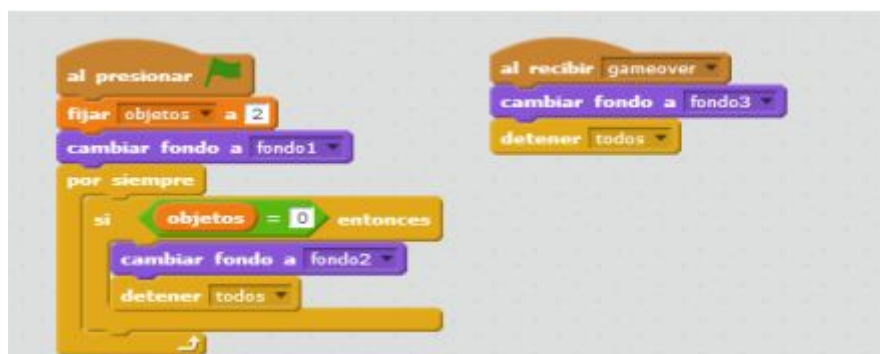 al presionar
fijar objetos a 2
cambiar fondo a fondo1
por siempre
si objetos = 0 entonces
cambiar fondo a fondo2
detener todos
al recibir gameover
cambiar fondo a fondo3
detener todos